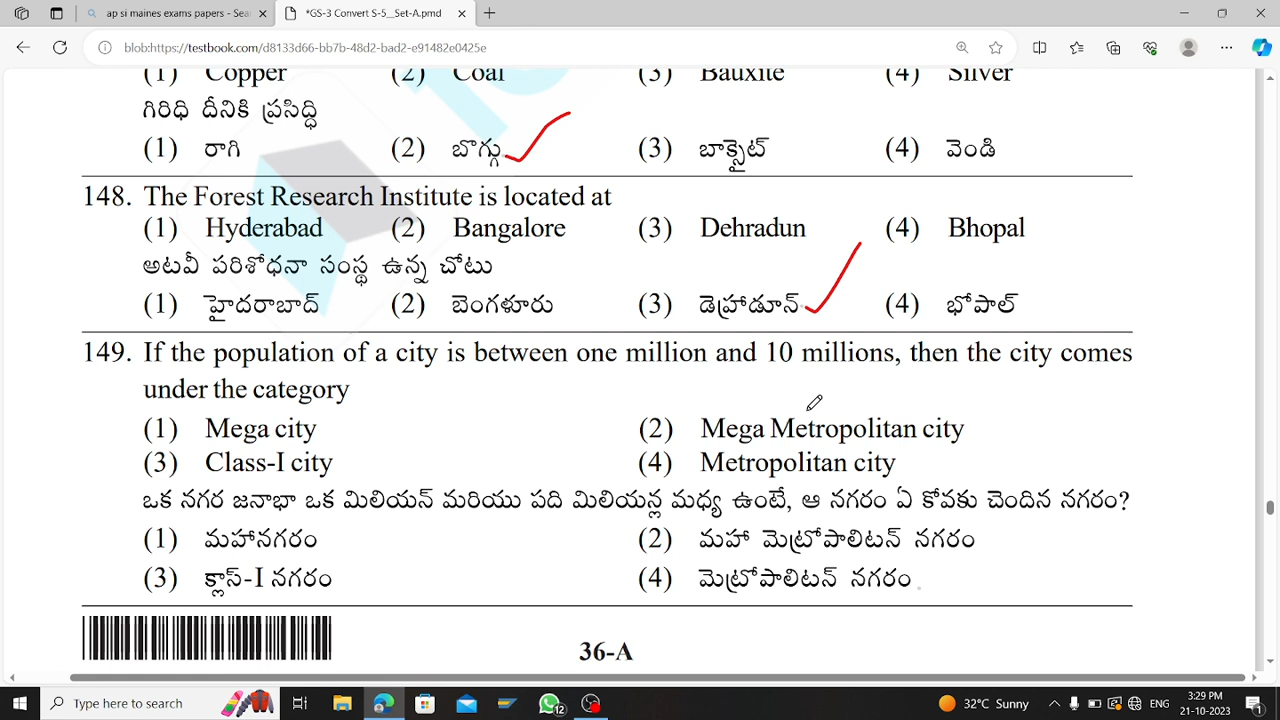 ap si maines exams papers - Sea
*GS-3 Convert S-5__Set-A.pmd
blob:https://testbook.com/d8133d66-bb7b-48d2-bad2-e91482e0425e
(1) Copper (2) Coal (3) Bauxite (4) Silver
గిరిధి దీనికి ప్రసిద్ధి
(1) రాగి (2) బొగ్గు (3) బాక్సైట్ (4) వెండి
148. The Forest Research Institute is located at
(1) Hyderabad (2) Bangalore (3) Dehradun (4) Bhopal
అటవీ పరిశోధనా సంస్థ ఉన్న చోటు
(1) హైదరాబాద్ (2) బెంగళూరు (3) డెహ్రాడూన్ (4) భోపాల్
149. If the population of a city is between one million and 10 millions, then the city comes
under the category
(1) Mega city (2) Mega Metropolitan city
(3) Class-I city (4) Metropolitan city
ఒక నగర జనాభా ఒక మిలియన్ మరియు పది మిలియన్ల మధ్య ఉంటే, ఆ నగరం ఏ కోవకు చెందిన నగరం?
(1) మహానగరం (2) మహా మెట్రోపాలిటన్ నగరం
(3) క్లాస్-I నగరం (4) మెట్రోపాలిటన్ నగరం
36-A
Type here to search 12 32°C Sunny ENG 3:29 PM
21-10-2023 1